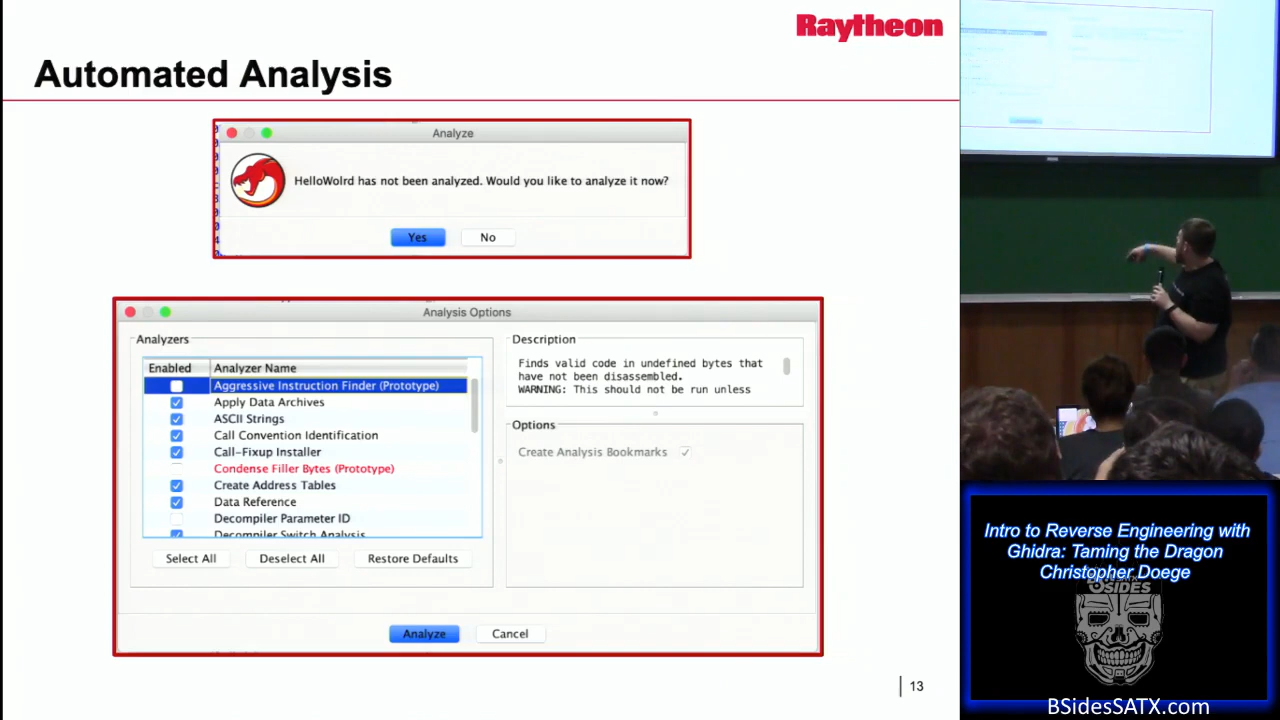 Raytheon
Automated Analysis
Analyze
HelloWolrd has not been analyzed. Would you like to analyze it now?
Yes
No
Analysis Options
Analyzers
Enabled
Analyzer Name
Aggressive Instruction Finder (Prototype)
Apply Data Archives
ASCII Strings
Call Convention Identification
Call-Fixup Installer
Condense Filler Bytes (Prototype)
Create Address Tables
Data Reference
Decompiler Parameter ID
Decompiler Switch Analysis
Select All
Deselect All
Restore Defaults
Description
Finds valid code in undefined bytes that
have not been disassembled.
WARNING: This should not be run unless
Options
Create Analysis Bookmarks
Analyze
Cancel
13
Intro to Reverse Engineering with
Ghidra: Taming the Dragon
Christopher Doege
BSIDES
BSidesSATX.com